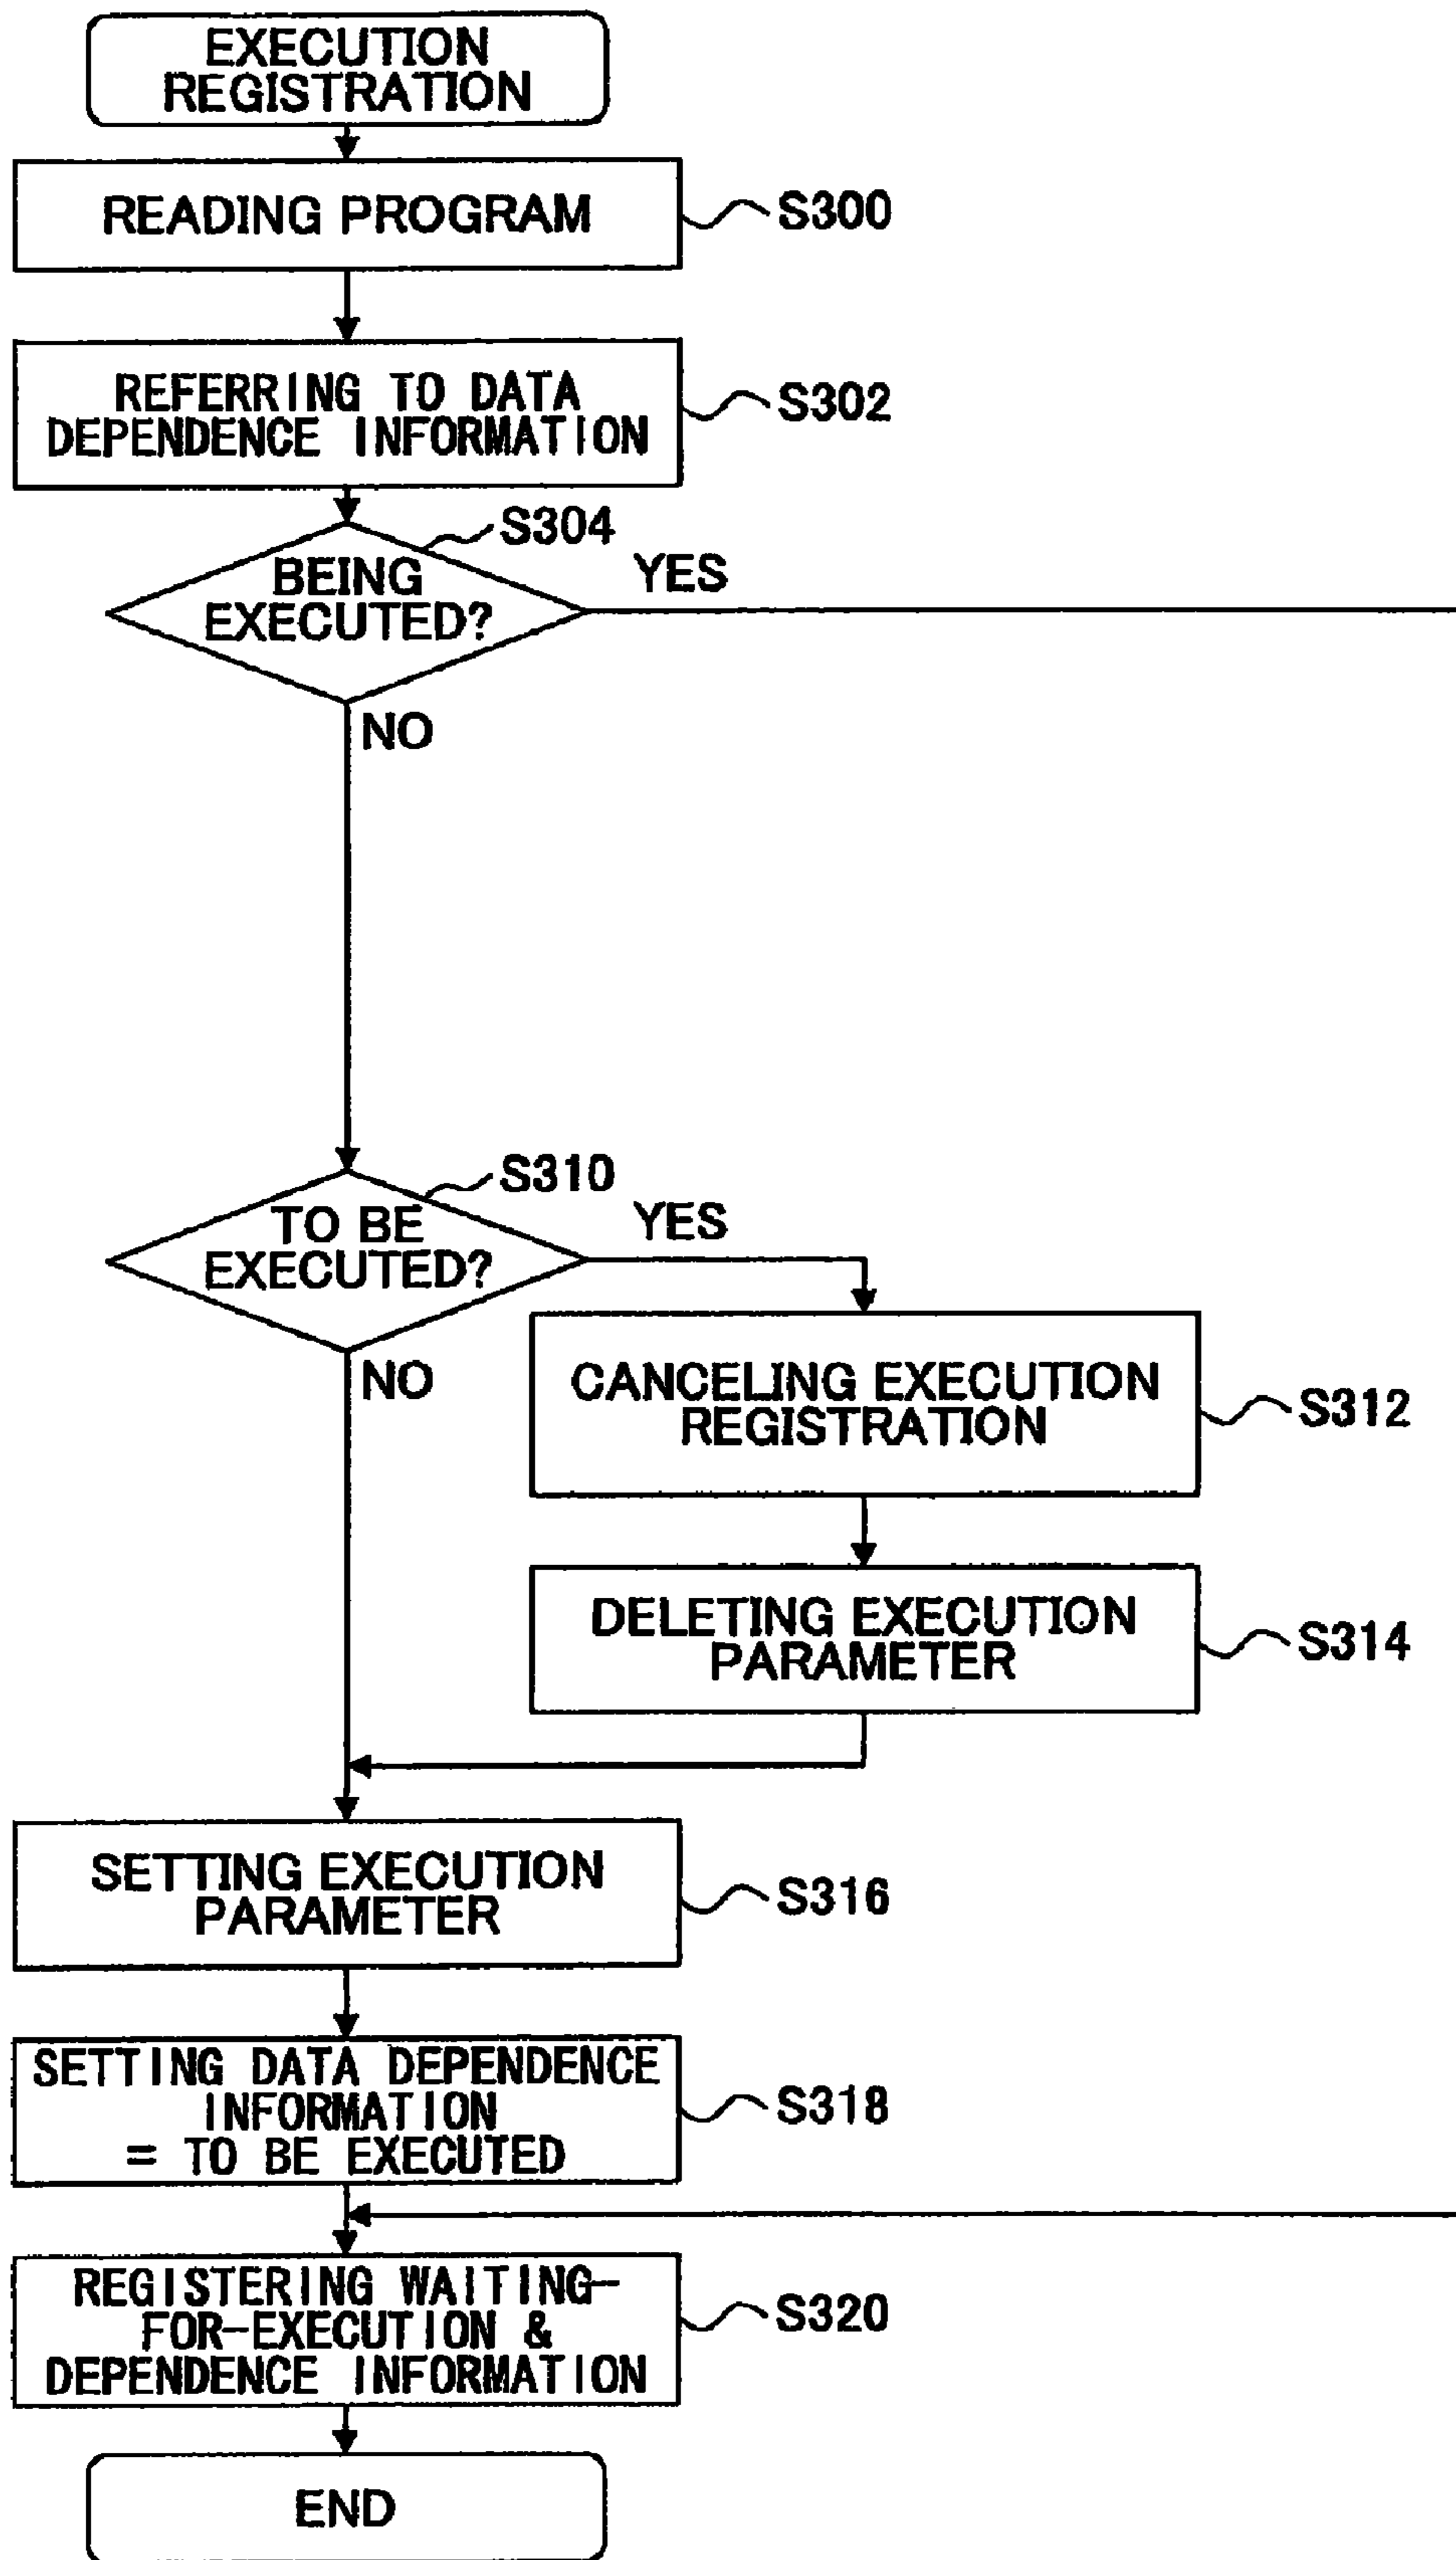 EXECUTION
REGISTRATION
READING PROGRAM
S300
REFERRING TO DATA
DEPENDENCE INFORMATION
S302
S304
BEING
EXECUTED?
YES
NO
S310
TO BE
EXECUTED?
YES
NO
CANCELING EXECUTION
REGISTRATION
S312
DELETING EXECUTION
PARAMETER
S314
SETTING EXECUTION
PARAMETER
S316
SETTING DATA DEPENDENCE
INFORMATION
= TO BE EXECUTED
S318
REGISTERING WAITING-
FOR-EXECUTION &
DEPENDENCE INFORMATION
S320
END